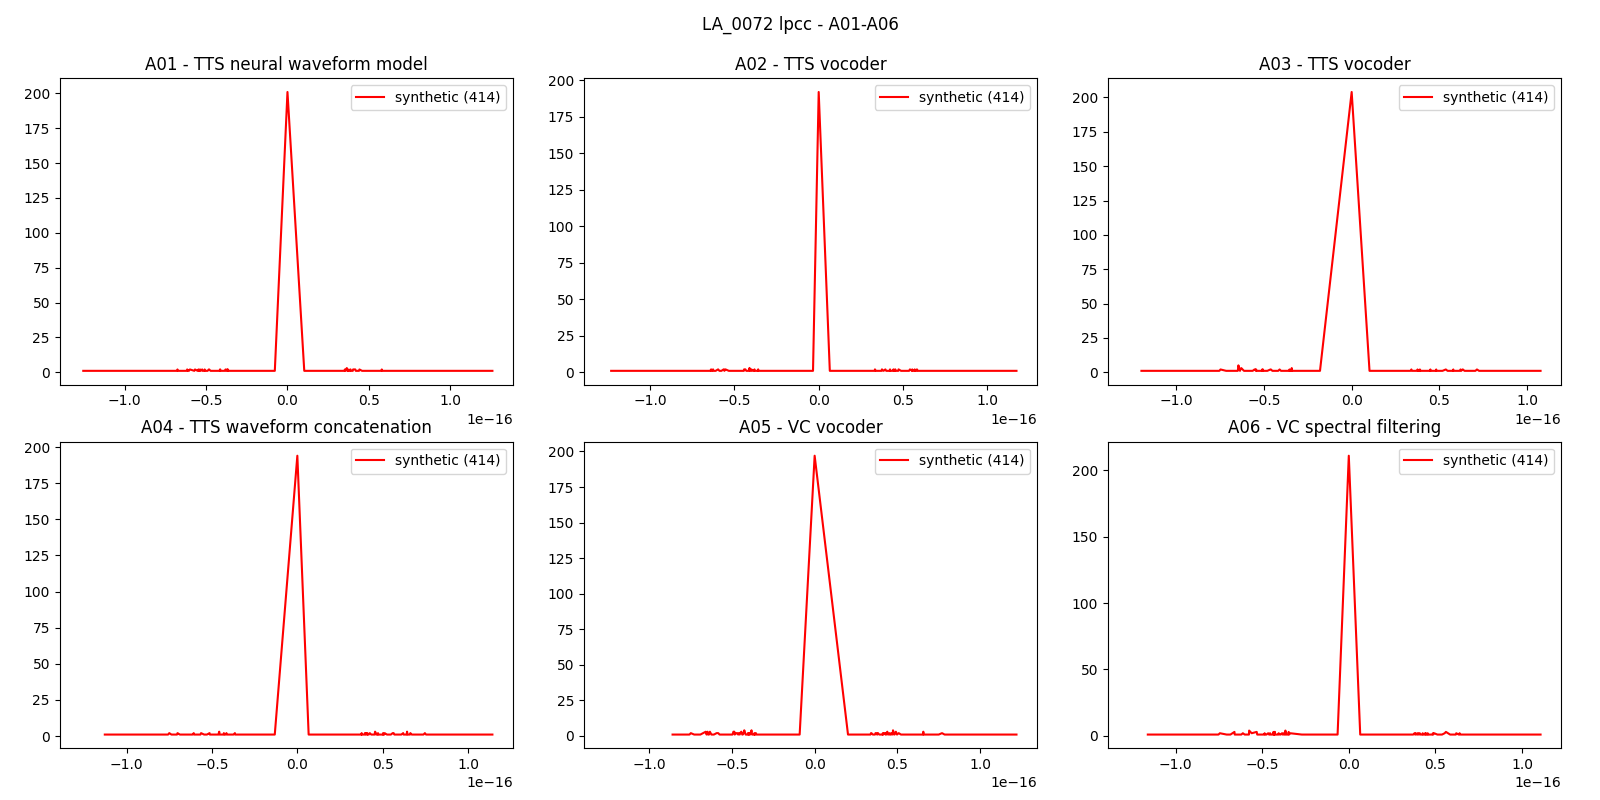 LA_0072 lpcc - A01-A06
A01 - TTS neural waveform model
synthetic (414)
200
175
150
125
100
75
50
25
0
−1.0 −0.5 0.0 0.5 1.0
1e−16
A02 - TTS vocoder
synthetic (414)
200
175
150
125
100
75
50
25
0
−1.0 −0.5 0.0 0.5 1.0
1e−16
A03 - TTS vocoder
synthetic (414)
200
175
150
125
100
75
50
25
0
−1.0 −0.5 0.0 0.5 1.0
1e−16
A04 - TTS waveform concatenation
synthetic (414)
200
175
150
125
100
75
50
25
0
−1.0 −0.5 0.0 0.5 1.0
1e−16
A05 - VC vocoder
synthetic (414)
200
175
150
125
100
75
50
25
0
−1.0 −0.5 0.0 0.5 1.0
1e−16
A06 - VC spectral filtering
synthetic (414)
200
150
100
50
0
−1.0 −0.5 0.0 0.5 1.0
1e−16